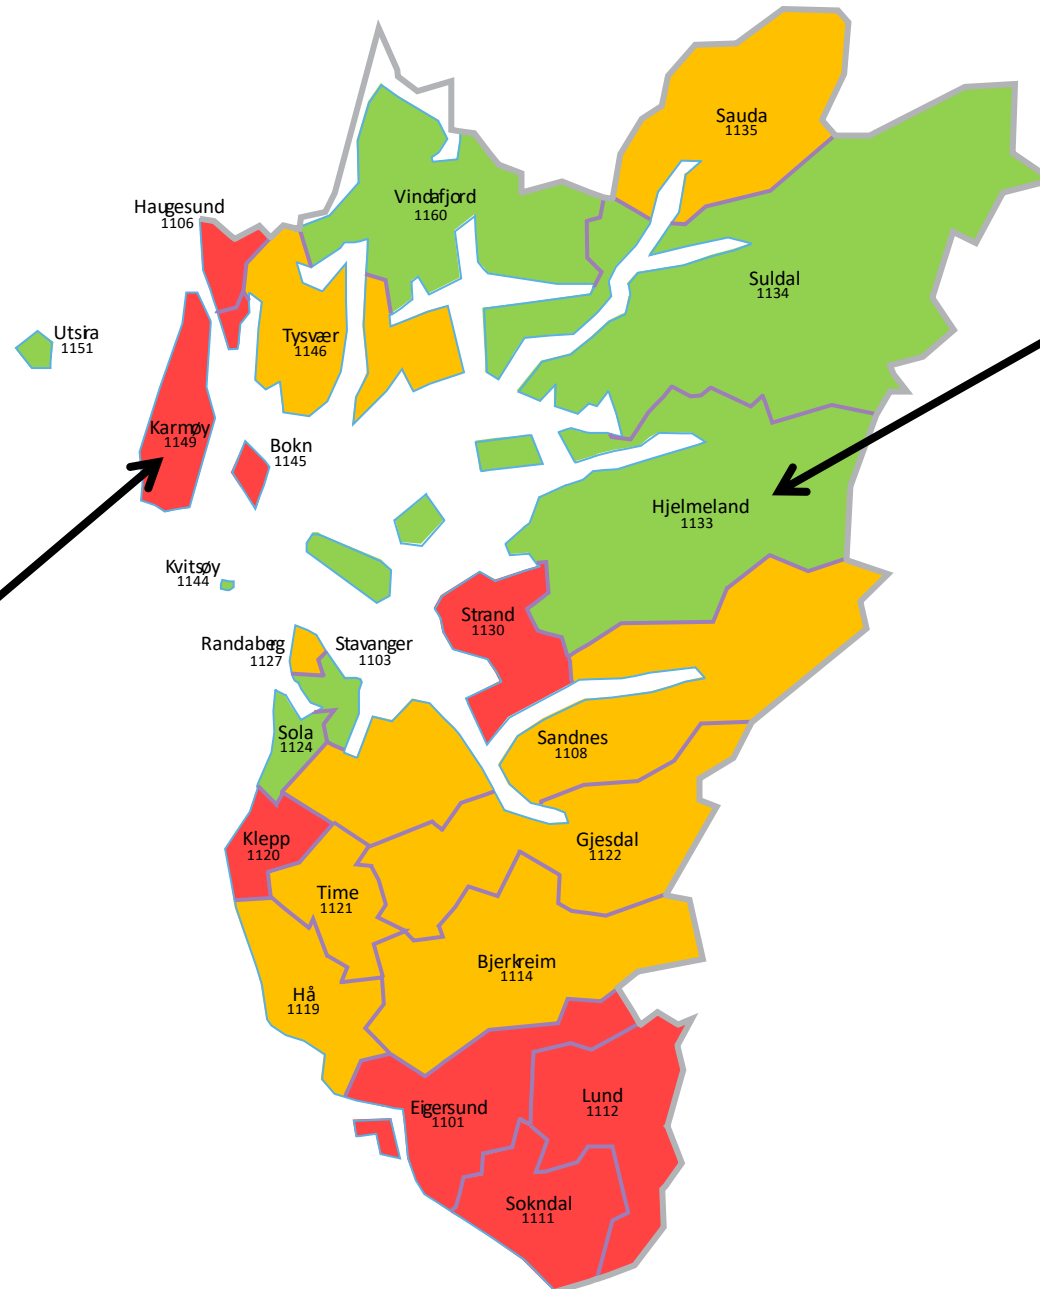 Sauda
1135
Vindafjord
1160
Haugesund
1106
Suldal
1134
Utsira
1151
Tysvær
1146
Karmøy
1149
Bokn
1145
Hjelmeland
1133
Kvitsøy
1144
Strand
1130
Randaberg
1127
Stavanger
1103
Sola
1124
Sandnes
1108
Klepp
1120
Gjesdal
1122
Time
1121
Bjerkreim
1114
Hå
1119
Eigersund
1101
Lund
1112
Sokndal
1111